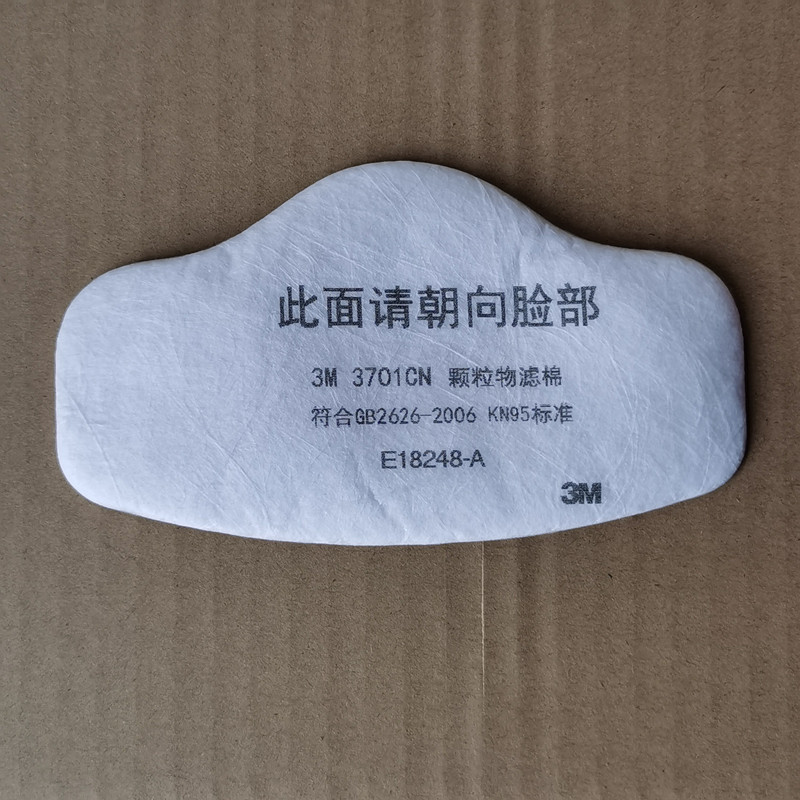 此面请朝向脸部
3M 3701CN 颗粒物滤棉
符合GB2626-2006 KN95标准
E18248-A
3M